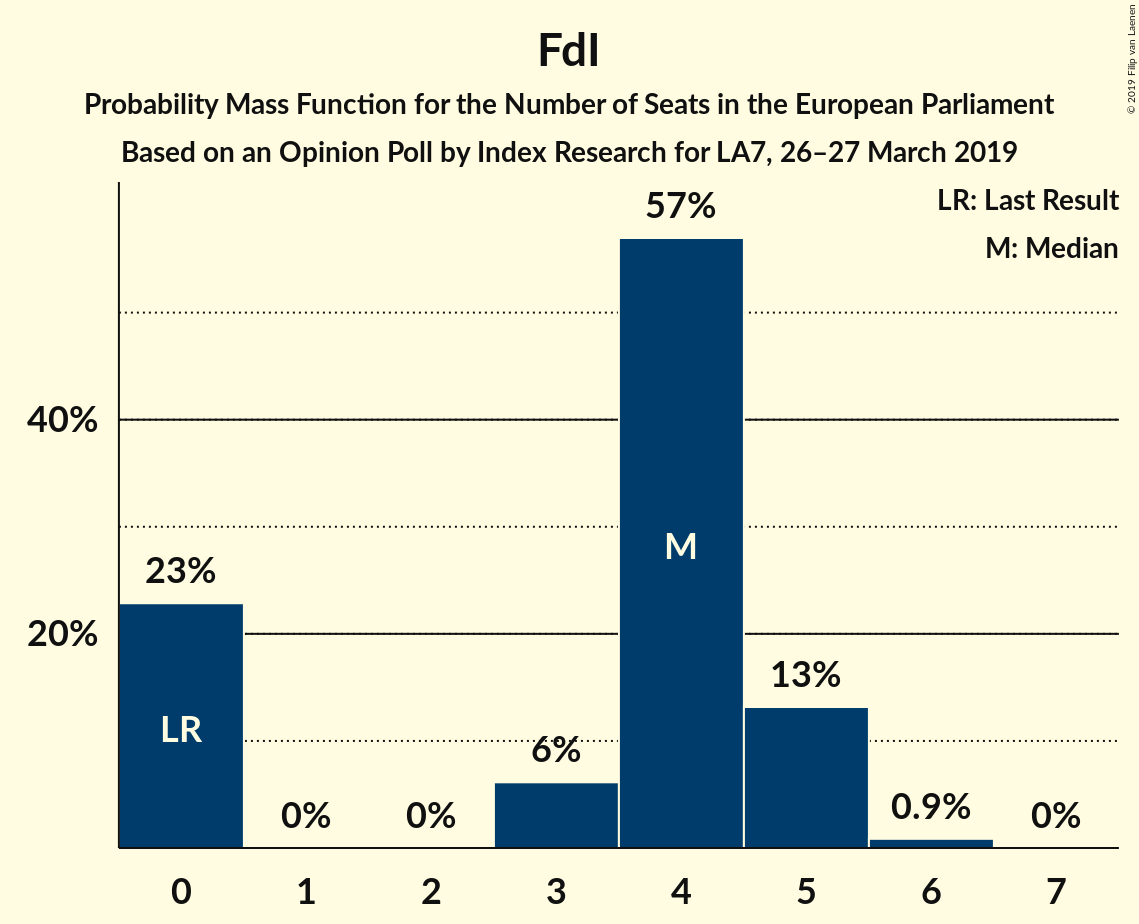 FdI
Probability Mass Function for the Number of Seats in the European Parliament
Based on an Opinion Poll by Index Research for LA7, 26–27 March 2019
© 2019 Filip van Laenen
LR: Last Result
M: Median
57%
40%
M
23%
20%
13%
LR
6%
0%
0%
0.9%
0%
0 1 2 3 4 5 6 7